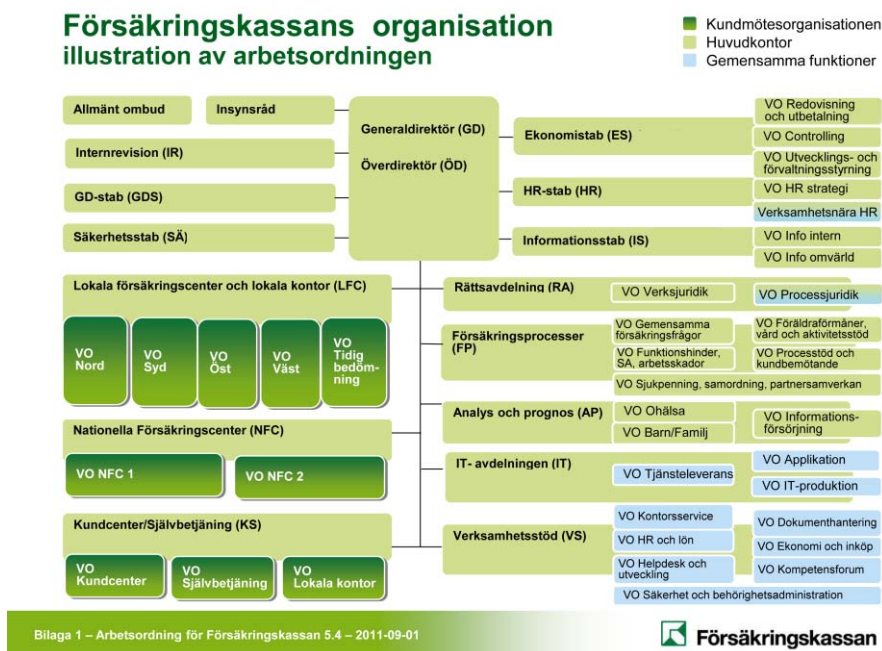 Försäkringskassans organisation
illustration av arbetsordningen
Kundmötesorganisationen
Huvudkontor
Gemensamma funktioner
Allmänt ombud
Insynsråd
Internrevision (IR)
GD-stab (GDS)
Säkerhetsstab (SÄ)
Generaldirektör (GD)
Överdirektör (ÖD)
Ekonomistab (ES)
VO Redovisning
och utbetalning
VO Controlling
VO Utvecklings- och
förvaltningsstyrning
HR-stab (HR)
VO HR strategi
Verksamhetsnära HR
Informationsstab (IS)
VO Info intern
VO Info omvärld
Lokala försäkringscenter och lokala kontor (LFC)
VO
Nord
VO
Syd
VO
Öst
VO
Väst
VO
Tidig
bedöm-
ning
Nationella Försäkringscenter (NFC)
VO NFC 1
VO NFC 2
Kundcenter/Självbetjäning (KS)
VO
Kundcenter
VO
Självbetjäning
VO
Lokala kontor
Rättsavdelning (RA)
VO Verksjuridik
VO Processjuridik
Försäkringsprocesser
(FP)
VO Gemensamma
försäkringsfrågor
VO Föräldraförmåner,
vård och aktivitetsstöd
VO Funktionshinder,
SA, arbetsskador
VO Processtöd och
kundbemötande
VO Sjukpenning, samordning, partnersamverkan
Analys och prognos (AP)
VO Ohälsa
VO Barn/Familj
VO Informations-
försörjning
IT- avdelningen (IT)
VO Tjänsteleverans
VO Applikation
VO IT-produktion
Verksamhetsstöd (VS)
VO Kontorsservice
VO Dokumenthantering
VO HR och lön
VO Ekonomi och inköp
VO Helpdesk och
utveckling
VO Kompetensforum
VO Säkerhet och behörighetsadministration
Bilaga 1 – Arbetsordning för Försäkringskassan 5.4 – 2011-09-01
Försäkringskassan